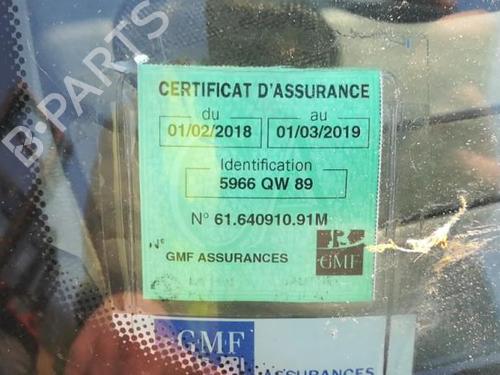 B-PARTS
CERTIFICAT D'ASSURANCE
du au
01/02/2018 01/03/2019
Identification
5966 QW 89
N° 61.640910.91M
N°
GMF ASSURANCES GMF
GMF
ASSURANCES